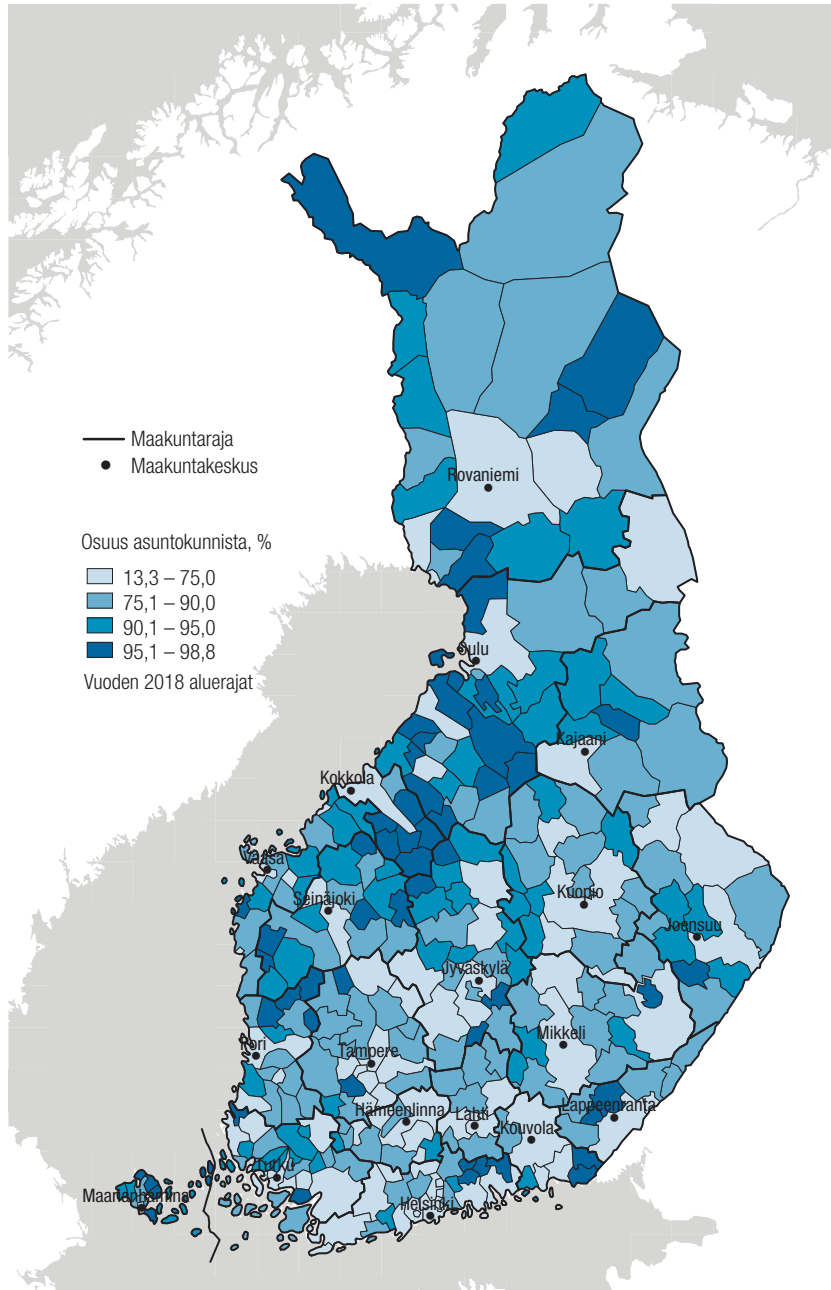 Maakuntaraja
Maakuntakeskus
Rovaniemi
Osuus asuntokunnista, %
13,3 – 75,0
75,1 – 90,0
90,1 – 95,0
95,1 – 98,8
Vuoden 2018 aluerajat
Oulu
Kajaani
Kokkola
Vaasa
Seinäjoki
Kuopio
Joensuu
Jyväskylä
Mikkeli
Pori
Tampere
Hämeenlinna
Lahti
Lappeenranta
Kouvola
Turku
Maarianhamina
Helsinki